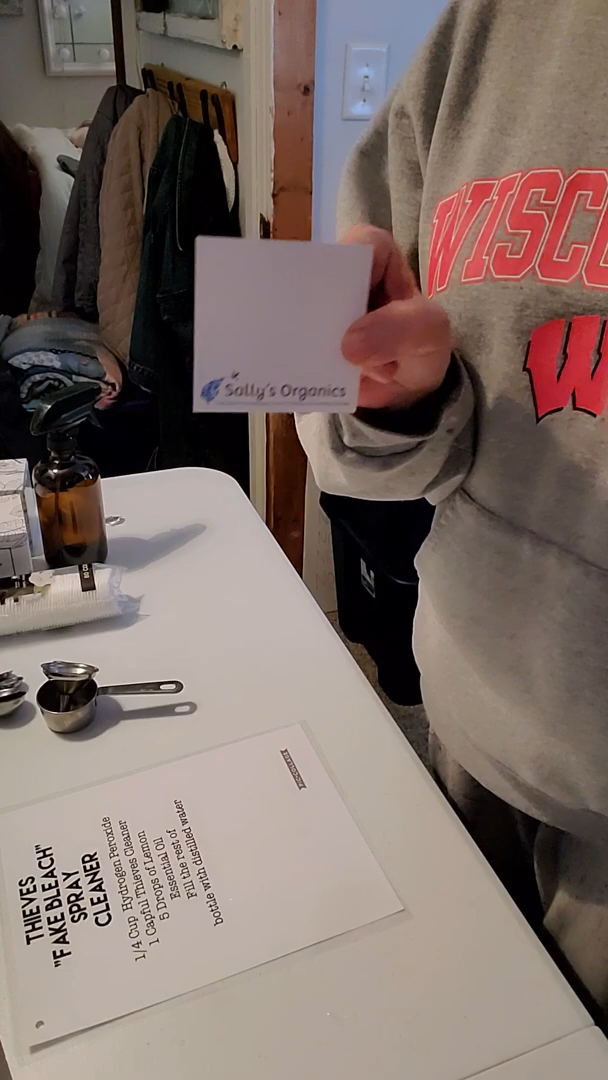 WISCO
W
Sally's Organics
THIEVES
"FAKE BLEACH"
SPRAY
CLEANER
1/4 Cup Hydrogen Peroxide
1 Capful Thieves Cleaner
5 Drops of Lemon
Essential Oil
Fill the rest of
bottle with distilled water